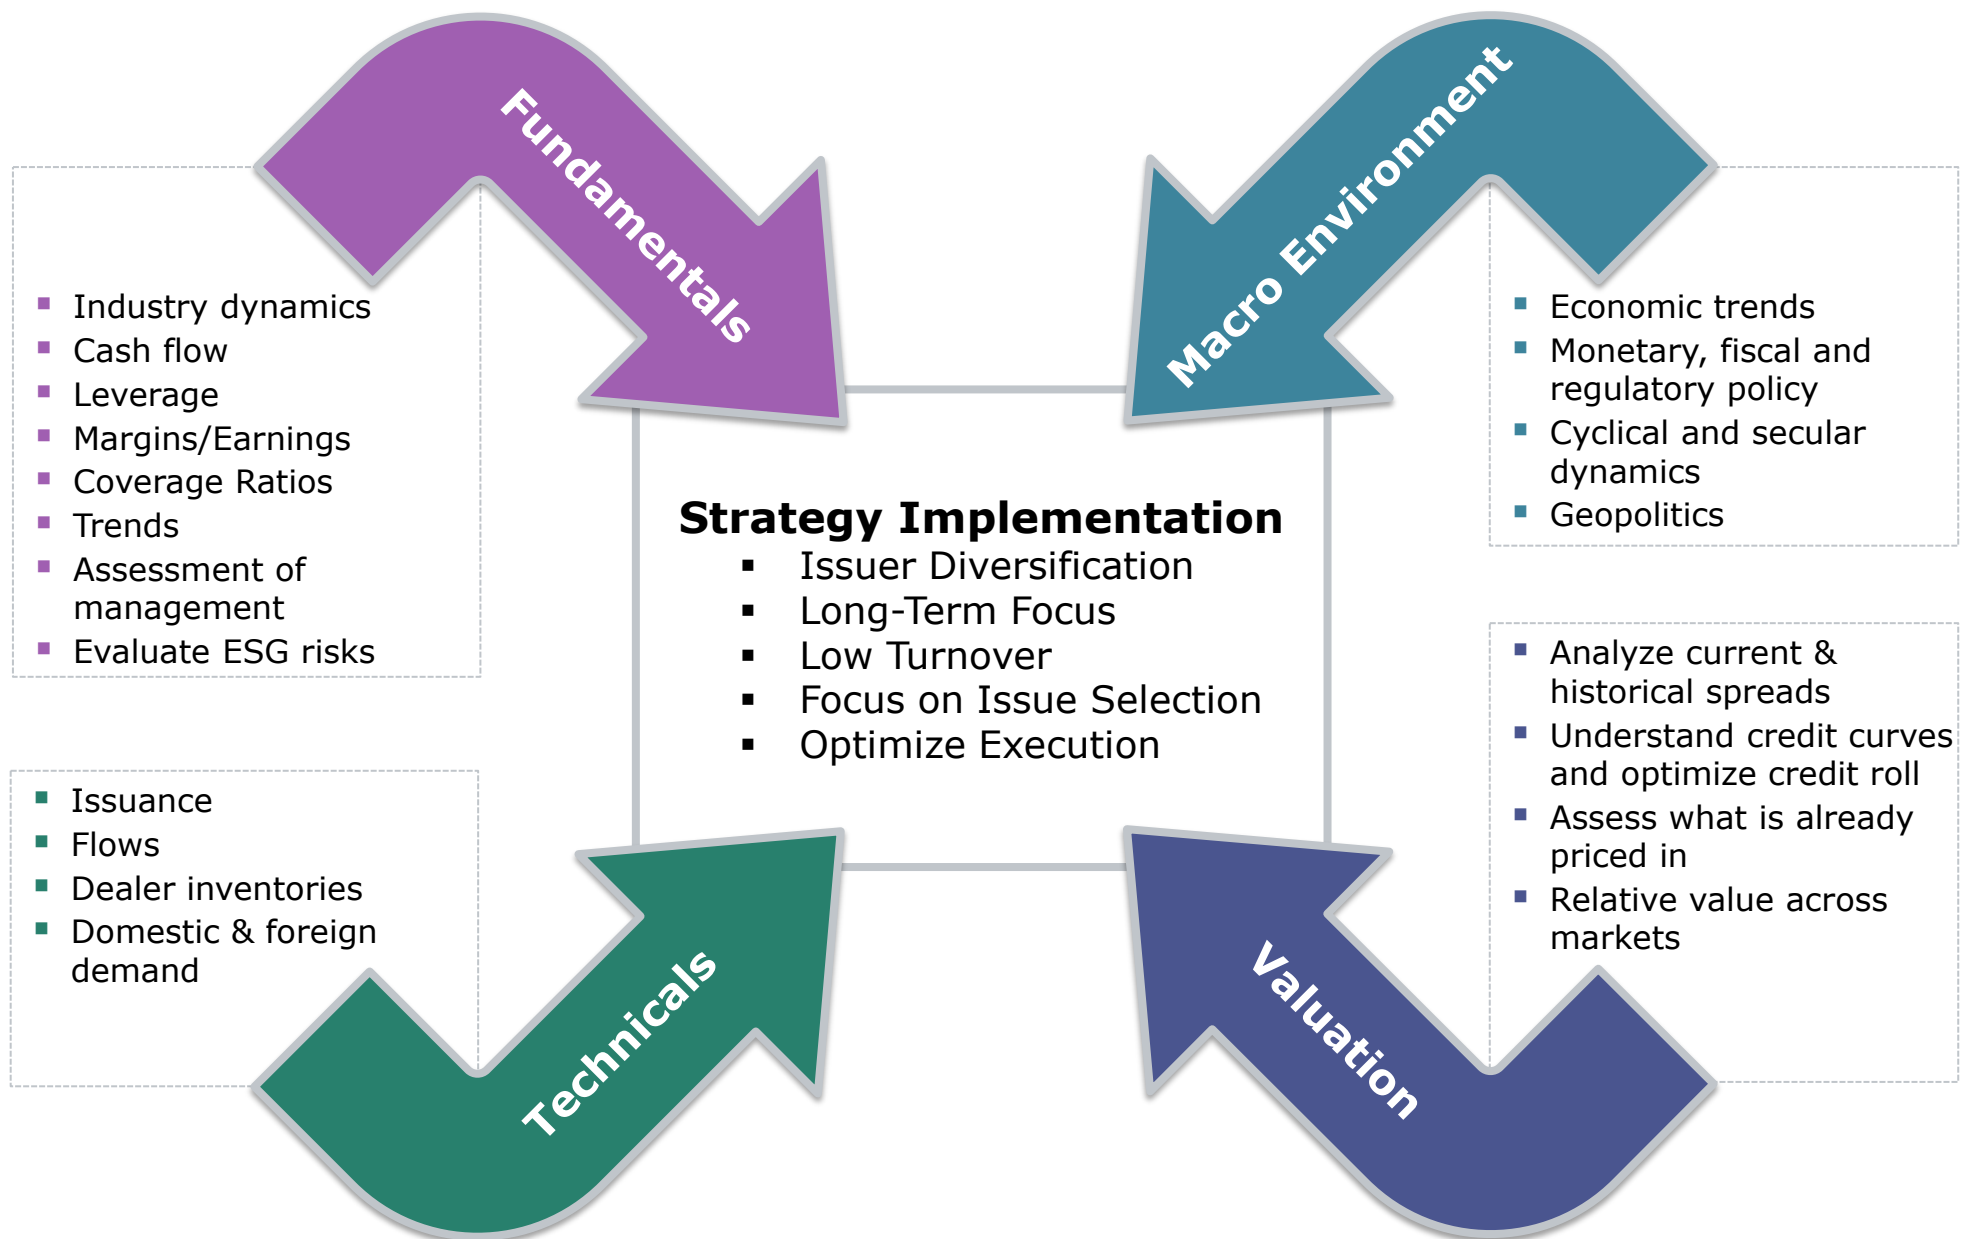 Fundamentals
Industry dynamics
Cash flow
Leverage
Margins/Earnings
Coverage Ratios
Trends
Assessment of
management
Evaluate ESG risks
Macro Environment
Economic trends
Monetary, fiscal and
regulatory policy
Cyclical and secular
dynamics
Geopolitics
Strategy Implementation
Issuer Diversification
Long-Term Focus
Low Turnover
Focus on Issue Selection
Optimize Execution
Issuance
Flows
Dealer inventories
Domestic & foreign
demand
Technicals
Analyze current &
historical spreads
Understand credit curves
and optimize credit roll
Assess what is already
priced in
Relative value across
markets
Valuation